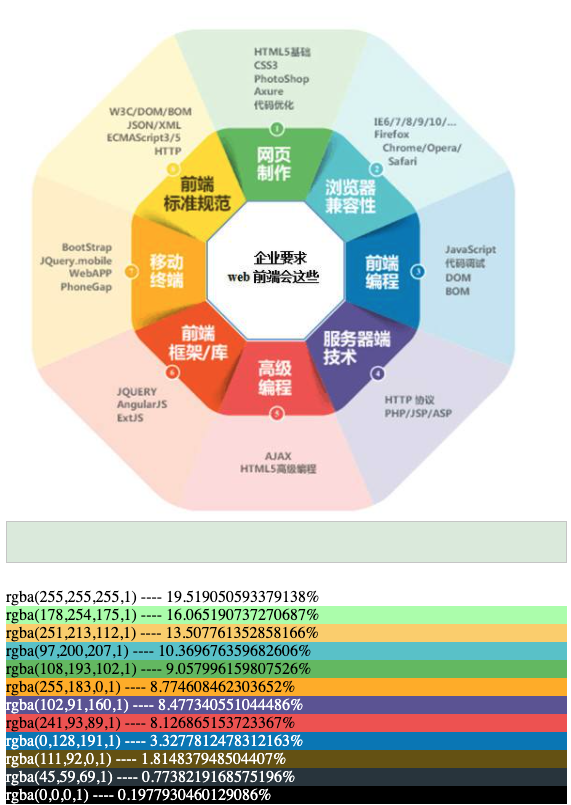 HTML5基础
CSS3
PhotoShop
Axure
代码优化
1
网页
制作
IE6/7/8/9/10/...
Firefox
Chrome/Opera/
Safari
2
浏览器
兼容性
JavaScript
代码调试
DOM
BOM
3
前端
编程
HTTP 协议
PHP/JSP/ASP
4
服务器端
技术
AJAX
HTML5高级编程
5
高级
编程
JQUERY
AngularJS
ExtJS
6
前端
框架/库
BootStrap
JQuery.mobile
WebAPP
PhoneGap
7
移动
终端
W3C/DOM/BOM
JSON/XML
ECMAScript3/5
HTTP
前端
标准规范
企业要求
web 前端会这些
rgba(255,255,255,1) ---- 19.519050593379138%
rgba(178,254,175,1) ---- 16.065190737270687%
rgba(251,213,112,1) ---- 13.507761352858166%
rgba(97,200,207,1) ---- 10.369676359682606%
rgba(108,193,102,1) ---- 9.057996159807526%
rgba(255,183,0,1) ---- 8.774608462303652%
rgba(102,91,160,1) ---- 8.477340551044486%
rgba(241,93,89,1) ---- 8.126865153723367%
rgba(0,128,191,1) ---- 3.3277812478312163%
rgba(111,92,0,1) ---- 1.814837948504407%
rgba(45,59,69,1) ---- 0.7738219168575196%
rgba(0,0,0,1) ---- 0.1977930460129086%